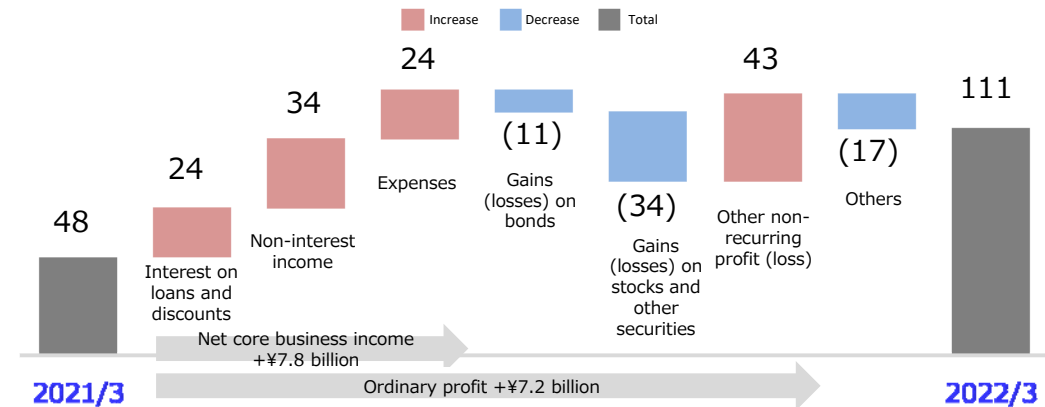 Increase
Decrease
Total
48
24
34
24
(11)
(34)
43
(17)
111
Interest on
loans and
discounts
Non-interest
income
Expenses
Gains
(losses) on
bonds
Gains
(losses) on
stocks and
other
securities
Other non-
recurring
profit (loss)
Others
Net core business income
+¥7.8 billion
Ordinary profit +¥7.2 billion
2021/3
2022/3